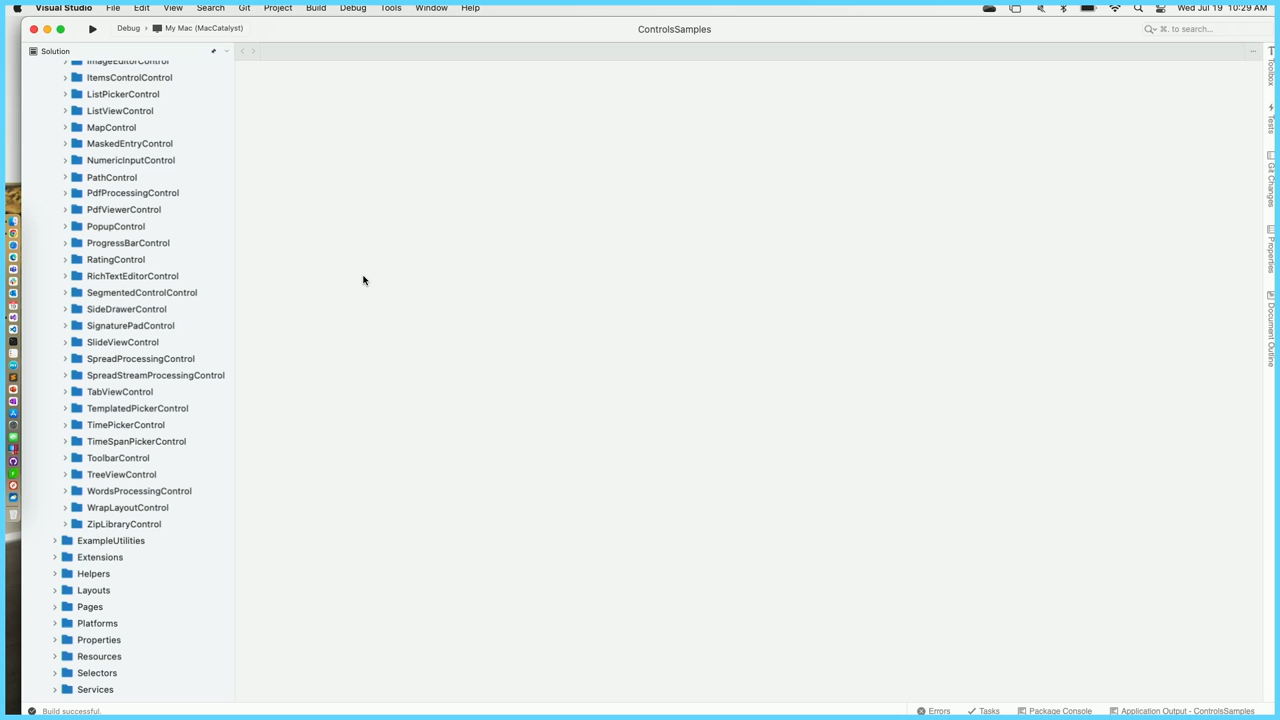 Visual Studio File Edit View Search Git Project Build Debug Tools Window Help Wed Jul 19 10:29 AM
Debug › My Mac (MacCatalyst) ControlsSamples ⌘. to search...
Solution
ImageEditorControl
ItemsControlControl
ListPickerControl
ListViewControl
MapControl
MaskedEntryControl
NumericInputControl
PathControl
PdfProcessingControl
PdfViewerControl
PopupControl
ProgressBarControl
RatingControl
RichTextEditorControl
SegmentedControlControl
SideDrawerControl
SignaturePadControl
SlideViewControl
SpreadProcessingControl
SpreadStreamProcessingControl
TabViewControl
TemplatedPickerControl
TimePickerControl
TimeSpanPickerControl
ToolbarControl
TreeViewControl
WordsProcessingControl
WrapLayoutControl
ZipLibraryControl
ExampleUtilities
Extensions
Helpers
Layouts
Pages
Platforms
Properties
Resources
Selectors
Services
Toolbox
Tests
Git Changes
Properties
Document Outline
Build successful. Errors Tasks Package Console Application Output - ControlsSamples